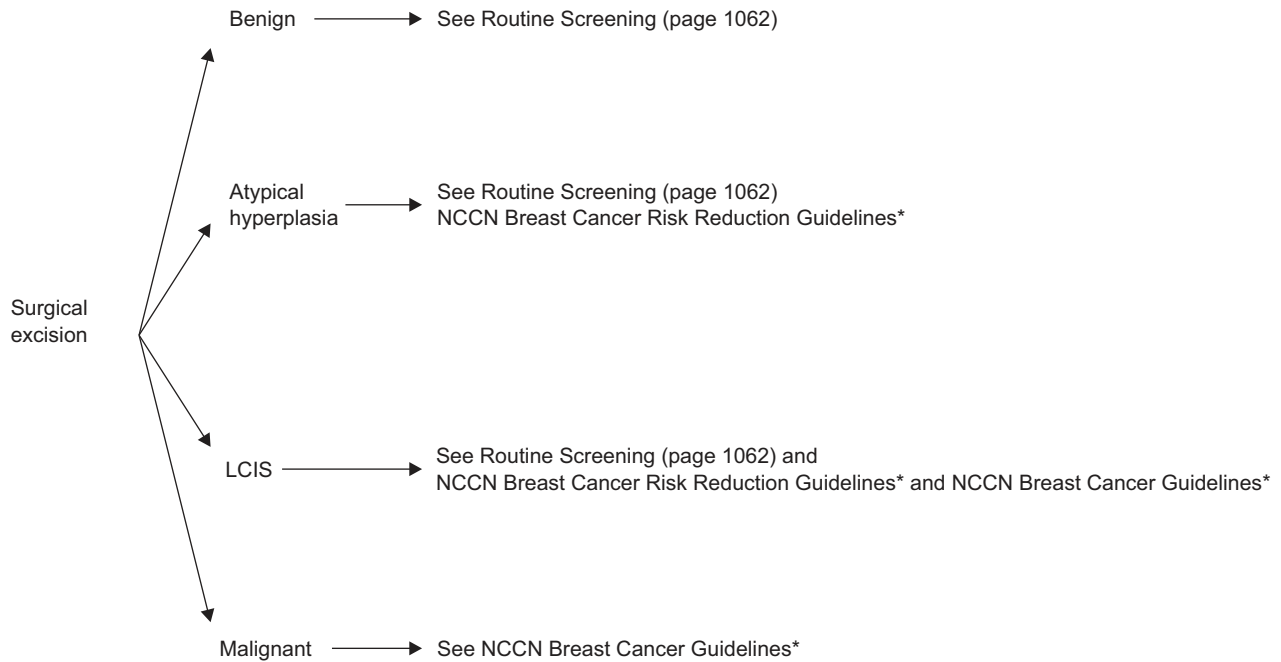 Benign
See Routine Screening (page 1062)
Atypical
hyperplasia
See Routine Screening (page 1062)
NCCN Breast Cancer Risk Reduction Guidelines*
Surgical
excision
LCIS
See Routine Screening (page 1062) and
NCCN Breast Cancer Risk Reduction Guidelines* and NCCN Breast Cancer Guidelines*
Malignant
See NCCN Breast Cancer Guidelines*